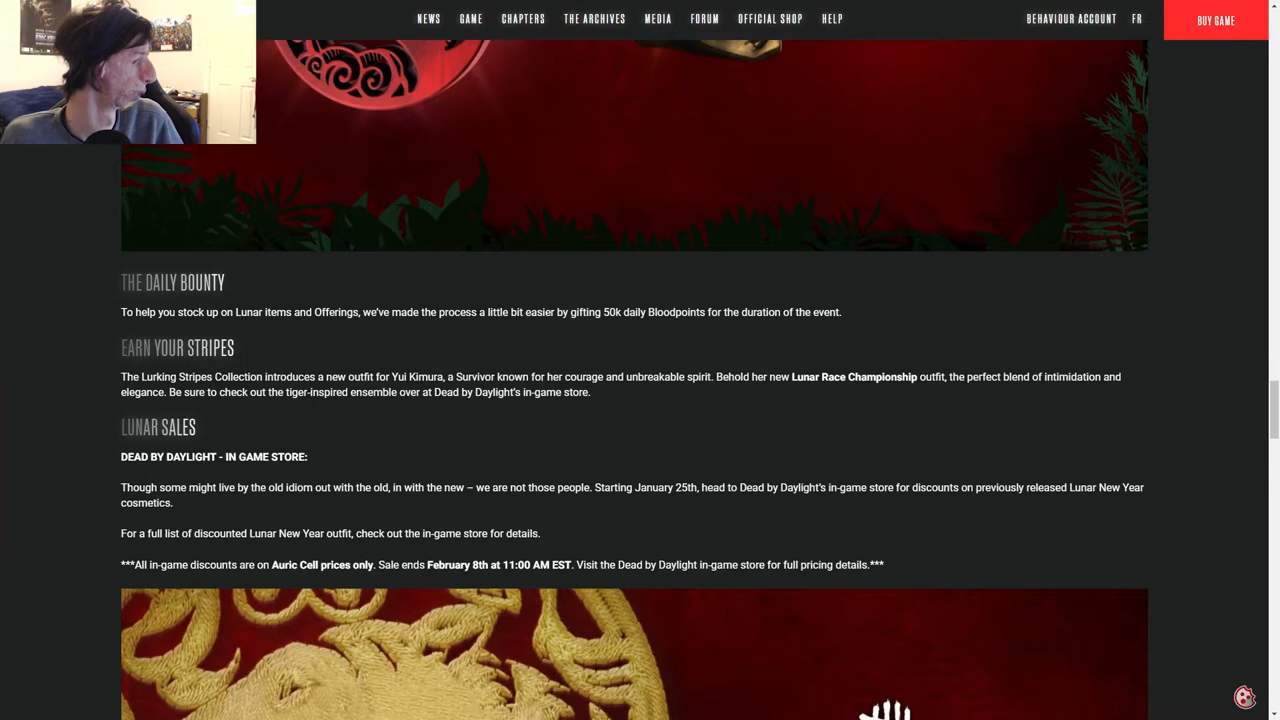 NEWS GAME CHAPTERS THE ARCHIVES MEDIA FORUM OFFICIAL SHOP HELP BEHAVIOUR ACCOUNT FR BUY GAME
THE DAILY BOUNTY
To help you stock up on Lunar items and Offerings, we've made the process a little bit easier by gifting 50k daily Bloodpoints for the duration of the event.
EARN YOUR STRIPES
The Lurking Stripes Collection introduces a new outfit for Yui Kimura, a Survivor known for her courage and unbreakable spirit. Behold her new Lunar Race Championship outfit, the perfect blend of intimidation and
elegance. Be sure to check out the tiger-inspired ensemble over at Dead by Daylight's in-game store.
LUNAR SALES
DEAD BY DAYLIGHT - IN GAME STORE:
Though some might live by the old idiom out with the old, in with the new – we are not those people. Starting January 25th, head to Dead by Daylight's in-game store for discounts on previously released Lunar New Year
cosmetics.
For a full list of discounted Lunar New Year outfit, check out the in-game store for details.
***All in-game discounts are on Auric Cell prices only. Sale ends February 8th at 11:00 AM EST. Visit the Dead by Daylight in-game store for full pricing details.***